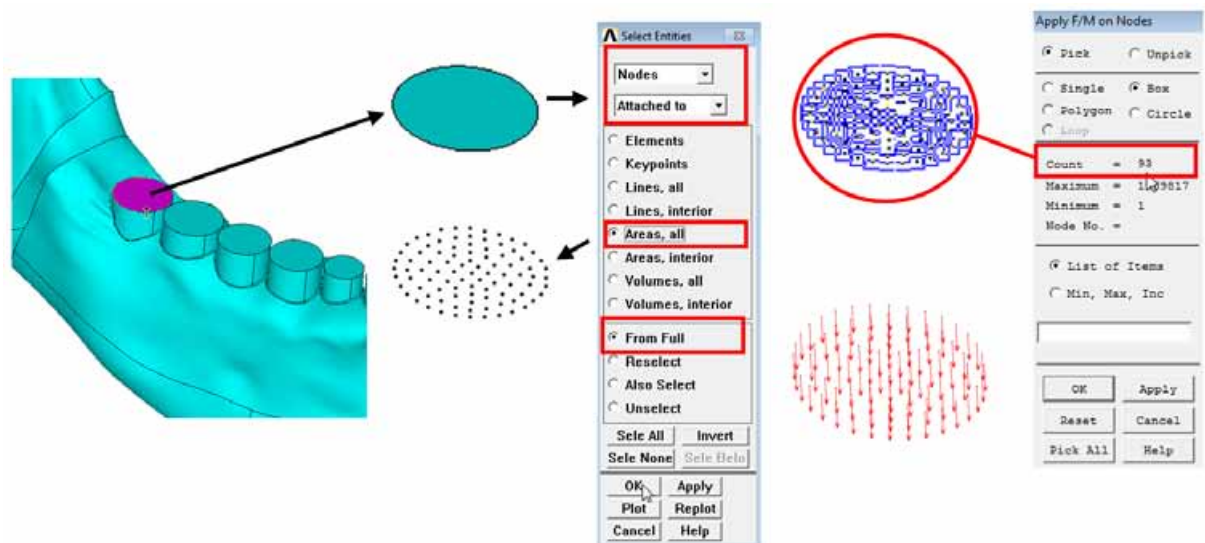 Select Entities
Nodes
Attached to
Elements
Keypoints
Lines, all
Lines, interior
Areas, all
Areas, interior
Volumes, all
Volumes, interior
From Full
Reselect
Also Select
Unselect
Sele All Invert
Sele None Sele Belo
OK Apply
Plot Replot
Cancel Help
Apply F/M on Nodes
Pick Unpick
Single Box
Polygon Circle
Loop
Count = 93
Maximum =
Minimum = 1
Node No. =
List of Items
Min, Max, Inc
OK Apply
Reset Cancel
Pick All Help